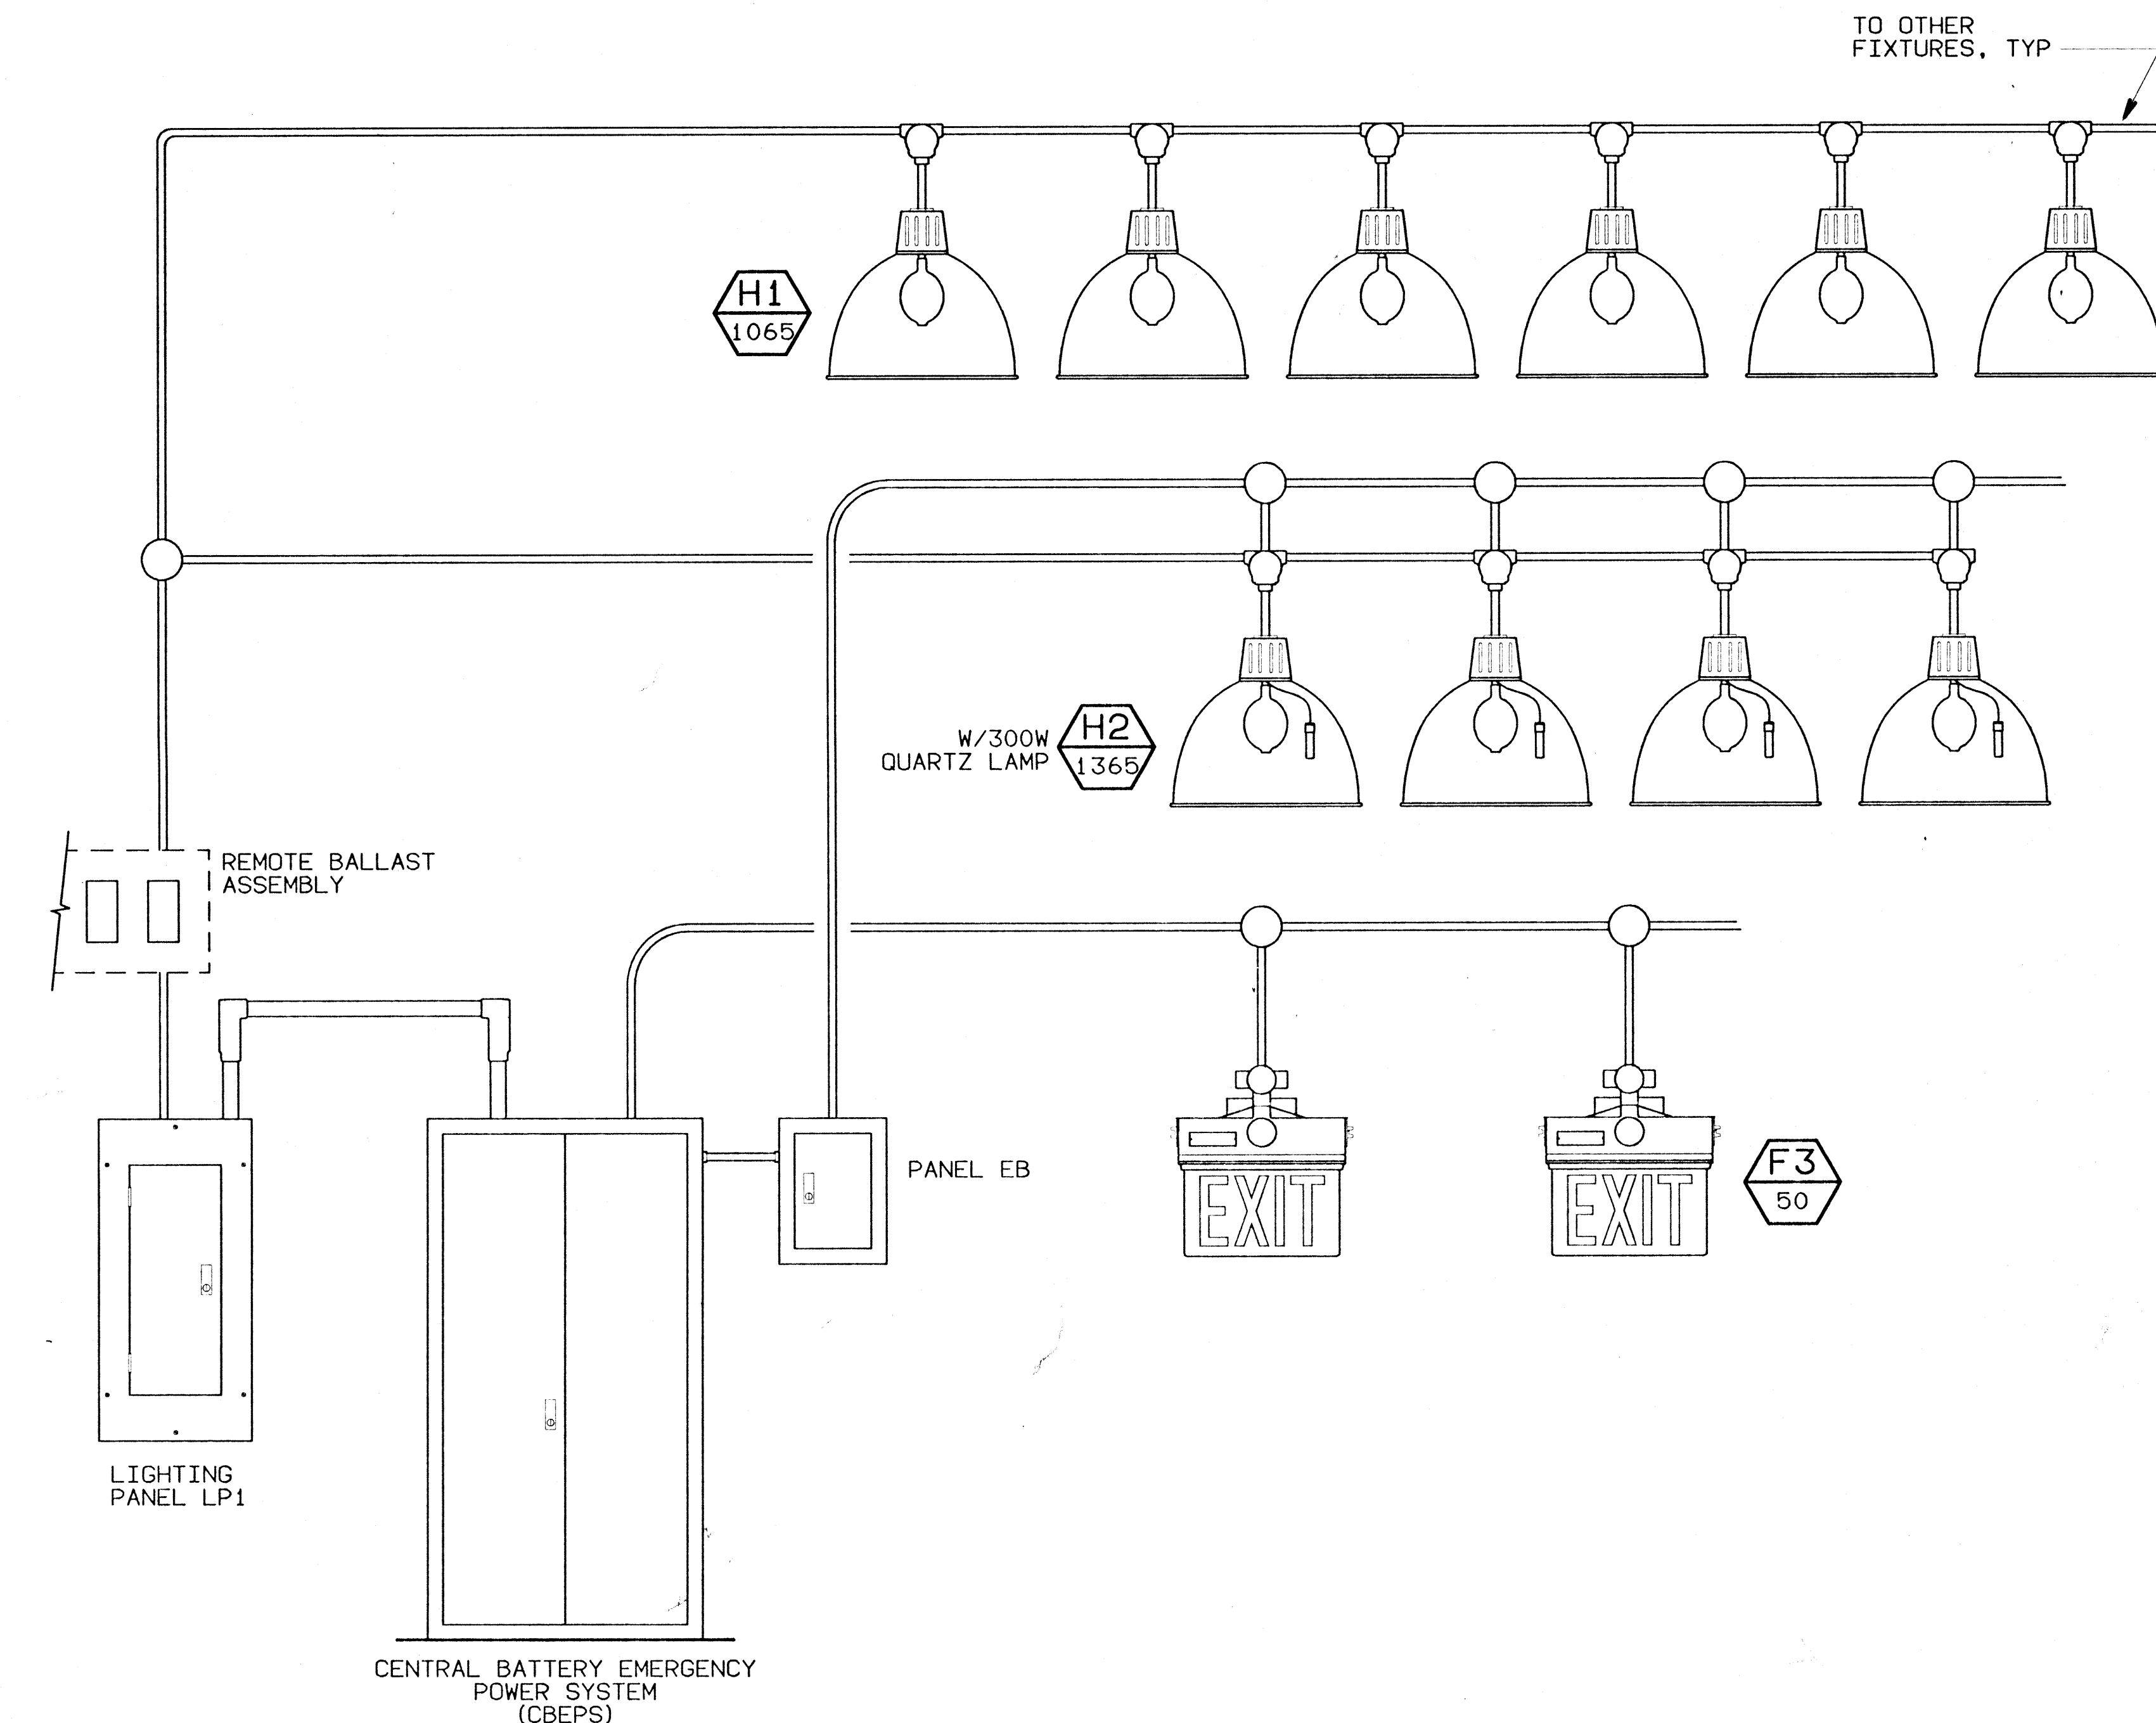 TO OTHER
FIXTURES, TYP
H1
1065
W/300W
QUARTZ LAMP
H2
1365
REMOTE BALLAST
ASSEMBLY
PANEL EB
EXIT
EXIT
F3
50
LIGHTING
PANEL LP1
CENTRAL BATTERY EMERGENCY
POWER SYSTEM
(CBEPS)